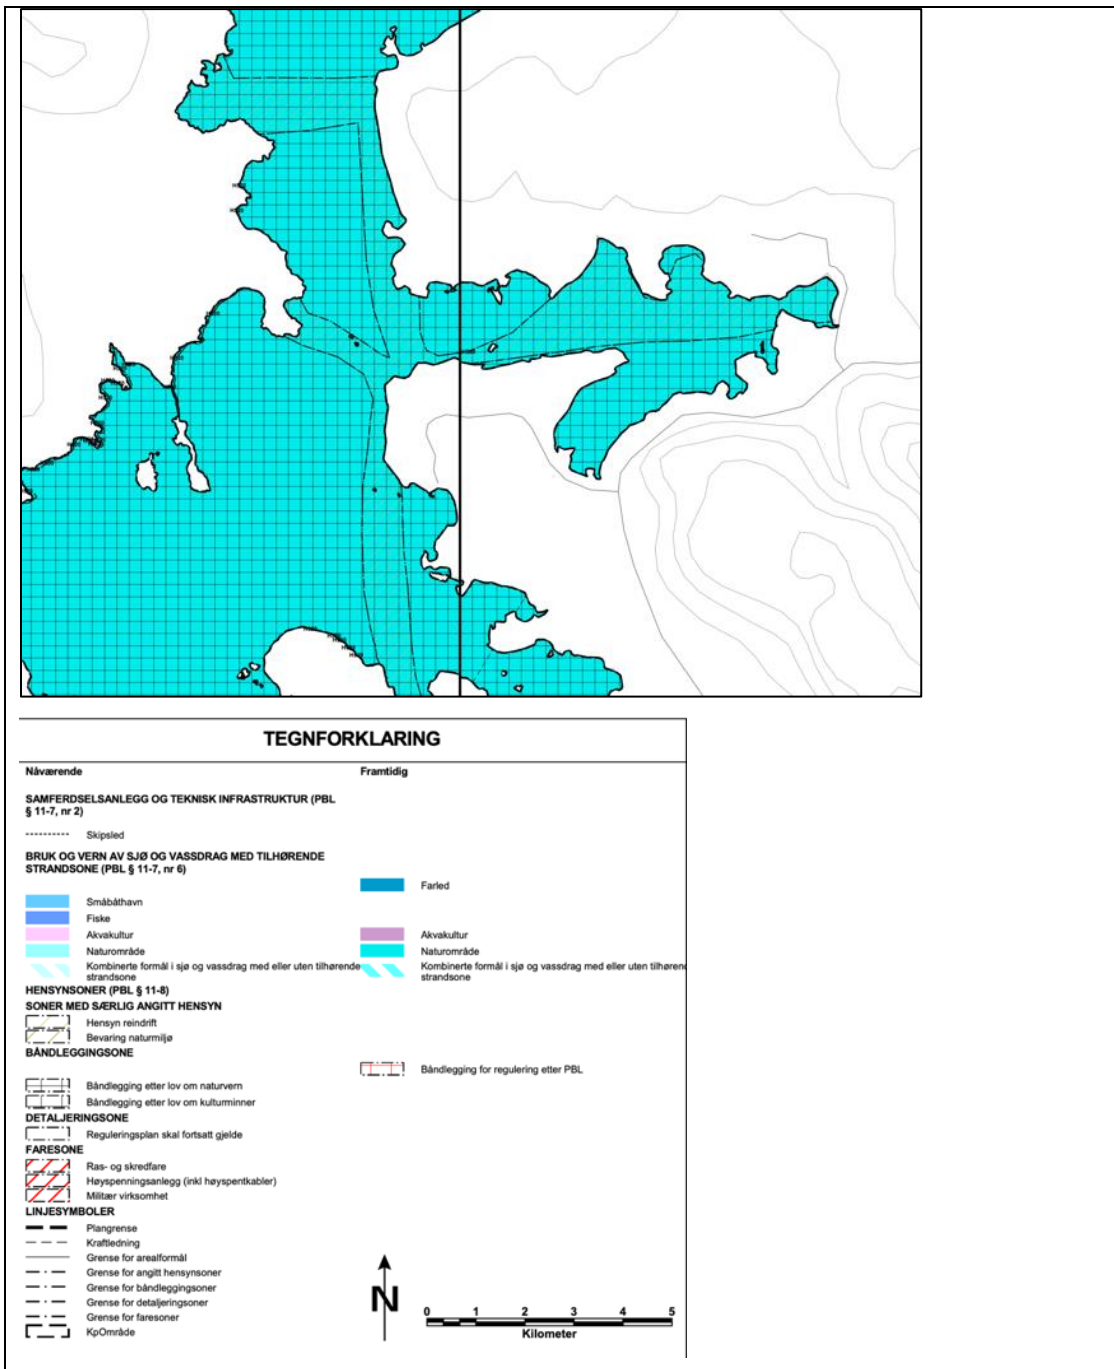 TEGNFORKLARING
Nåværende
Framtidig
SAMFERDSELSANLEGG OG TEKNISK INFRASTRUKTUR (PBL
§ 11-7, nr 2)
Skipsled
BRUK OG VERN AV SJØ OG VASSDRAG MED TILHØRENDE
STRANDSONE (PBL § 11-7, nr 6)
Farled
Småbåthavn
Fiske
Akvakultur
Akvakultur
Naturområde
Naturområde
Kombinerte formål i sjø og vassdrag med eller uten tilhørende
strandsone
Kombinerte formål i sjø og vassdrag med eller uten tilhøren
strandsone
HENSYNSONER (PBL § 11-8)
SONER MED SÆRLIG ANGITT HENSYN
Hensyn reindrift
Bevaring naturmiljø
BÅNDLEGGINGSONE
Båndlegging for regulering etter PBL
Båndlegging etter lov om naturvern
Båndlegging etter lov om kulturminner
DETALJERINGSONE
Reguleringsplan skal fortsatt gjelde
FARESONE
Ras- og skredfare
Høyspenningsanlegg (inkl høyspentkabler)
Militær virksomhet
LINJESYMBOLER
Plangrense
Kraftledning
Grense for arealformål
Grense for angitt hensynsoner
Grense for båndleggingsoner
Grense for detaljeringsoner
Grense for faresoner
KpOmråde
N
0 1 2 3 4 5
Kilometer